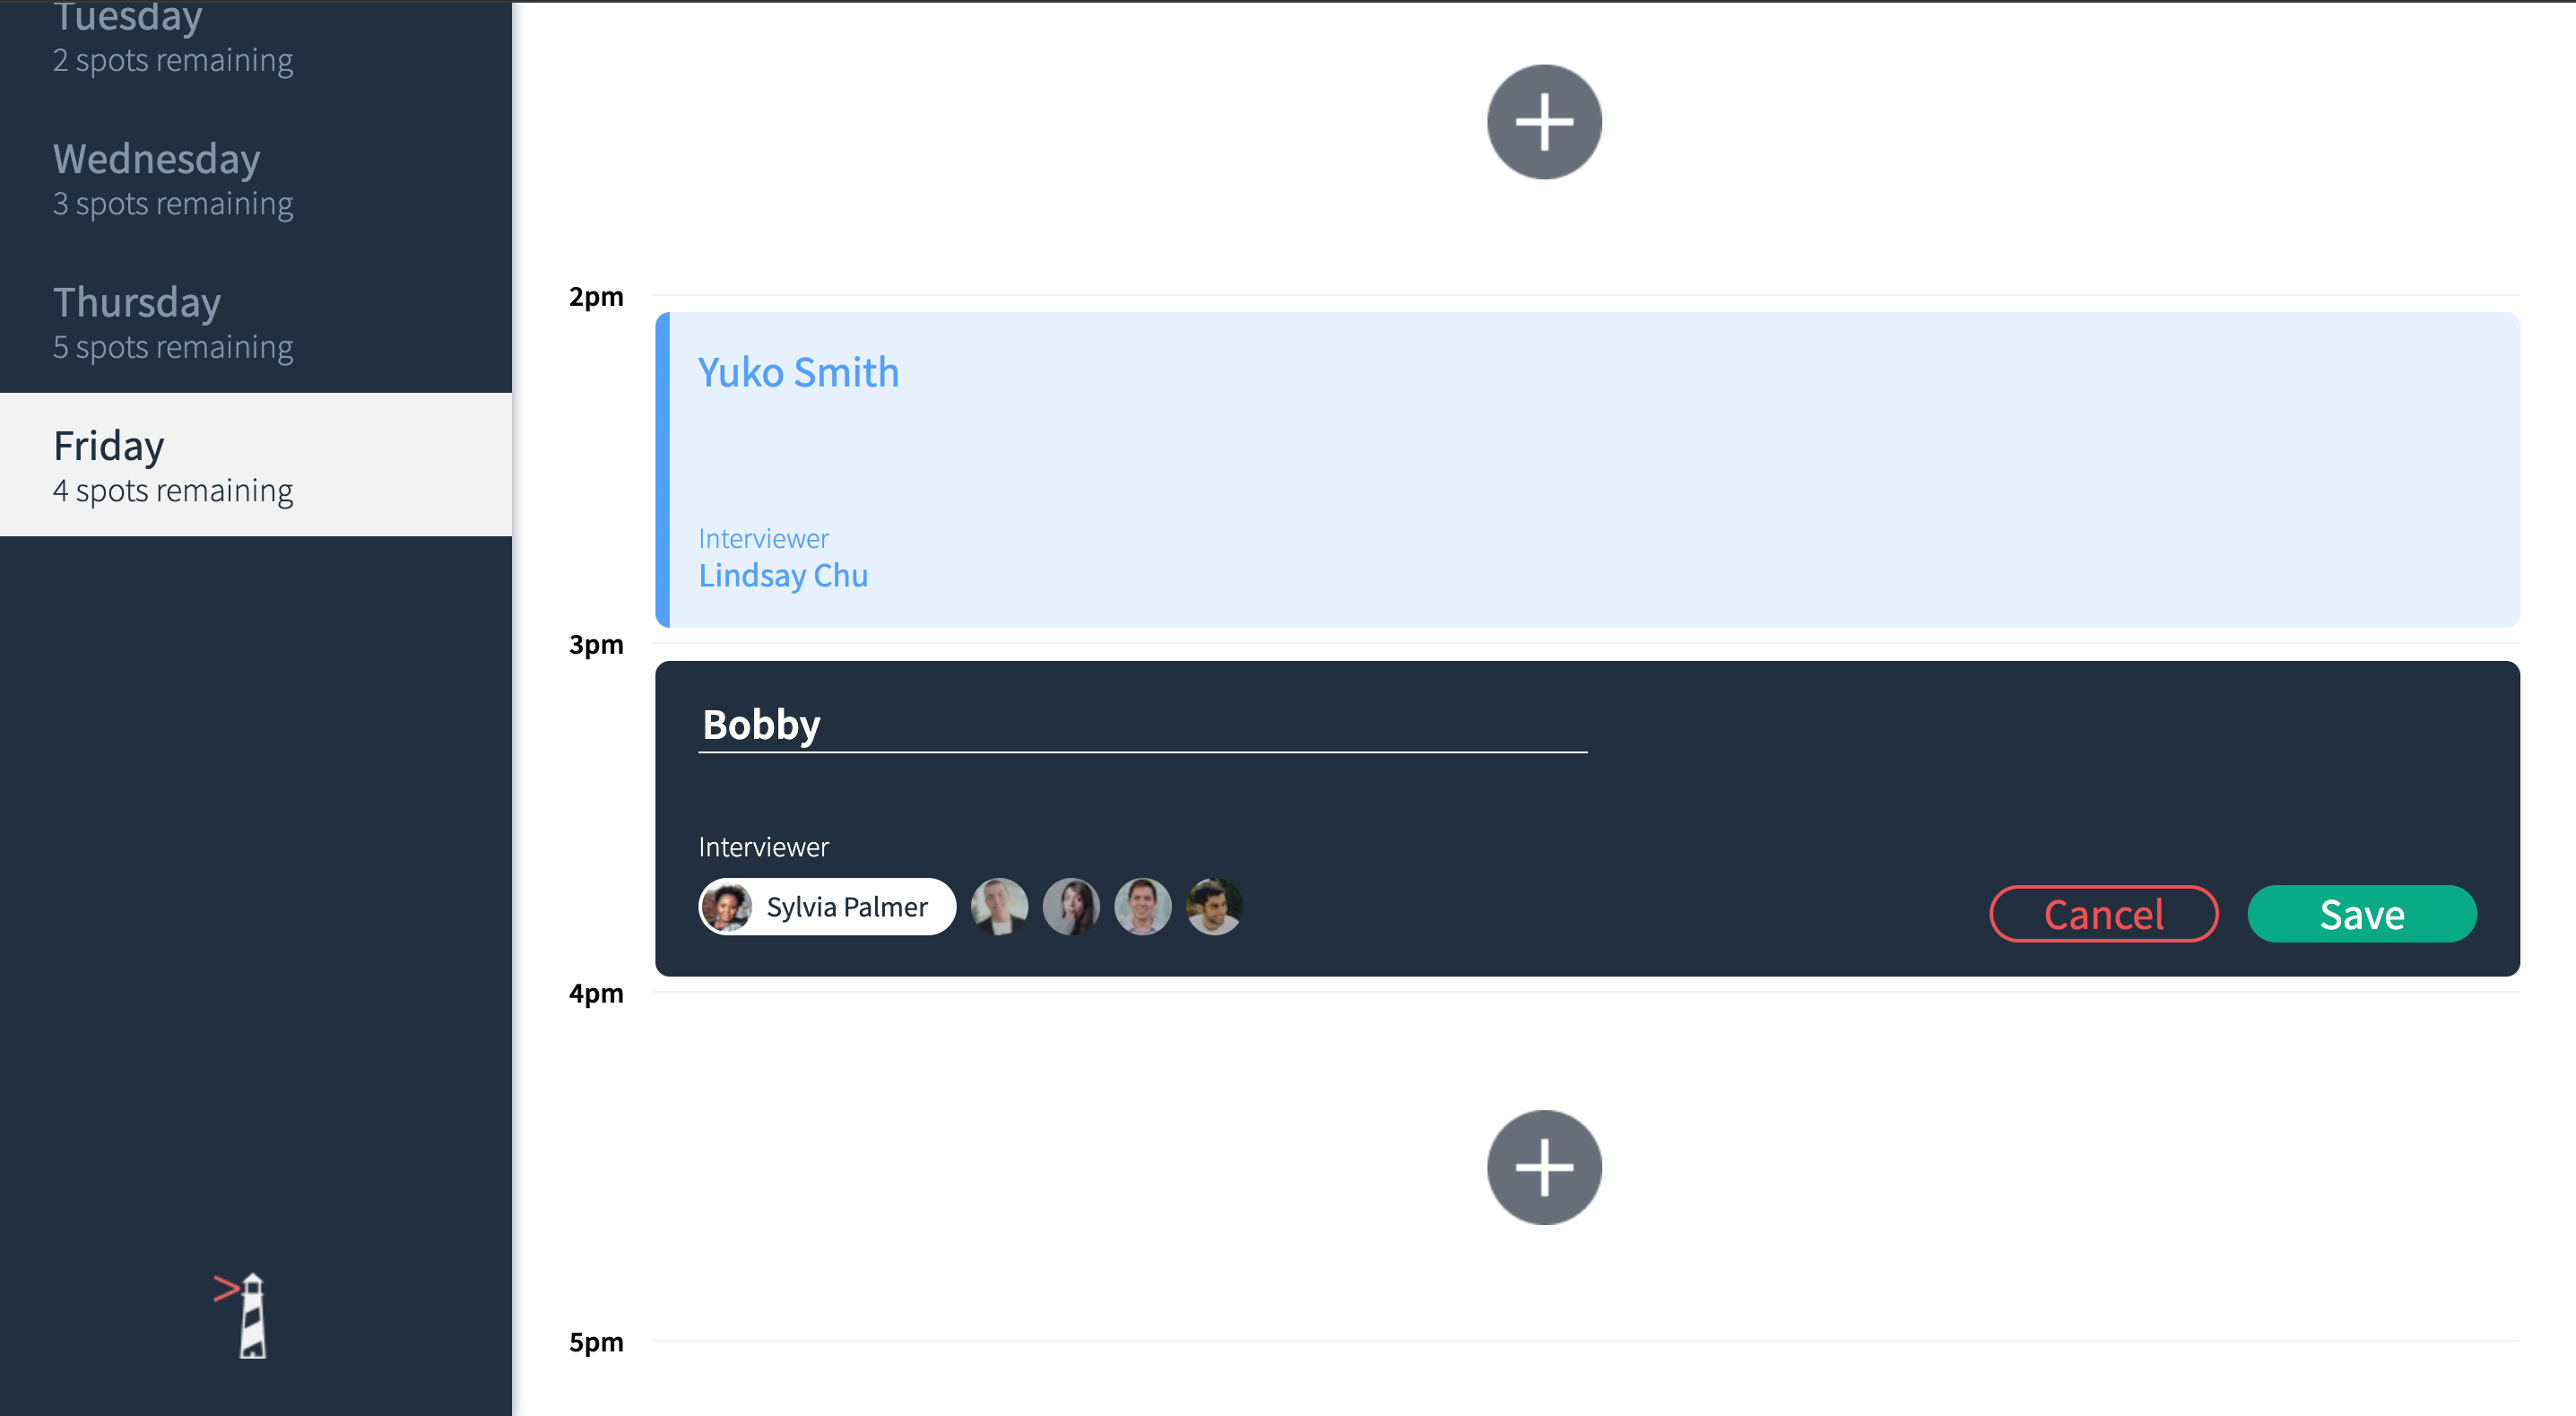 Tuesday
2 spots remaining
Wednesday
3 spots remaining
Thursday
5 spots remaining
Friday
4 spots remaining
2pm
Yuko Smith
Interviewer
Lindsay Chu
3pm
Bobby
Interviewer
Sylvia Palmer
Cancel
Save
4pm
5pm